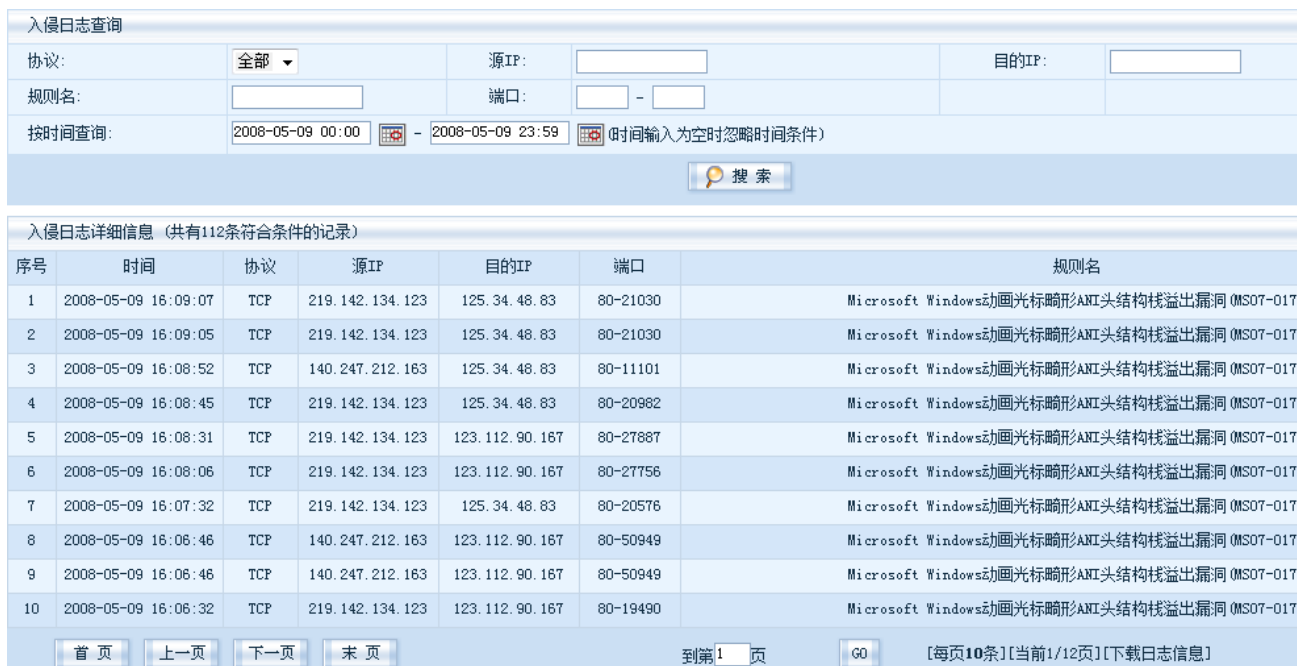 入侵日志查询
协议: 全部 源IP: 目的IP:
规则名: 端口: -
按时间查询: 2008-05-09 00:00 - 2008-05-09 23:59 (时间输入为空时忽略时间条件)
搜 索
入侵日志详细信息 (共有112条符合条件的记录)
序号 时间 协议 源IP 目的IP 端口 规则名
1 2008-05-09 16:09:07 TCP 219.142.134.123 125.34.48.83 80-21030 Microsoft Windows动画光标畸形ANI头结构栈溢出漏洞(MS07-017
2 2008-05-09 16:09:05 TCP 219.142.134.123 125.34.48.83 80-21030 Microsoft Windows动画光标畸形ANI头结构栈溢出漏洞(MS07-017
3 2008-05-09 16:08:52 TCP 140.247.212.163 125.34.48.83 80-11101 Microsoft Windows动画光标畸形ANI头结构栈溢出漏洞(MS07-017
4 2008-05-09 16:08:45 TCP 219.142.134.123 125.34.48.83 80-20982 Microsoft Windows动画光标畸形ANI头结构栈溢出漏洞(MS07-017
5 2008-05-09 16:08:31 TCP 219.142.134.123 123.112.90.167 80-27887 Microsoft Windows动画光标畸形ANI头结构栈溢出漏洞(MS07-017
6 2008-05-09 16:08:06 TCP 219.142.134.123 123.112.90.167 80-27756 Microsoft Windows动画光标畸形ANI头结构栈溢出漏洞(MS07-017
7 2008-05-09 16:07:32 TCP 219.142.134.123 125.34.48.83 80-20576 Microsoft Windows动画光标畸形ANI头结构栈溢出漏洞(MS07-017
8 2008-05-09 16:06:46 TCP 140.247.212.163 123.112.90.167 80-50949 Microsoft Windows动画光标畸形ANI头结构栈溢出漏洞(MS07-017
9 2008-05-09 16:06:46 TCP 140.247.212.163 123.112.90.167 80-50949 Microsoft Windows动画光标畸形ANI头结构栈溢出漏洞(MS07-017
10 2008-05-09 16:06:32 TCP 219.142.134.123 123.112.90.167 80-19490 Microsoft Windows动画光标畸形ANI头结构栈溢出漏洞(MS07-017
首 页 上一页 下一页 末 页 到第1页 GO [每页10条][当前1/12页][下载日志信息]